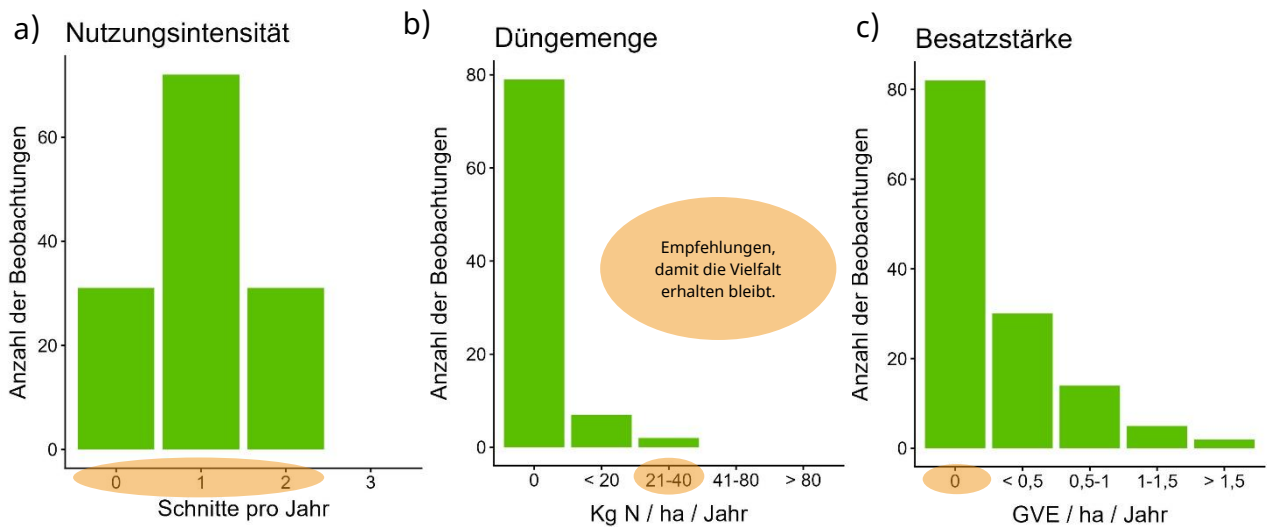 a)
Nutzungsintensität
Anzahl der Beobachtungen
60
40
20
0
0 1 2 3
Schnitte pro Jahr
b)
Düngemenge
Anzahl der Beobachtungen
80
60
40
20
0
Empfehlungen,
damit die Vielfalt
erhalten bleibt.
0 < 20 21-40 41-80 > 80
Kg N / ha / Jahr
c)
Besatzstärke
Anzahl der Beobachtungen
80
60
40
20
0
0 < 0,5 0,5-1 1-1,5 > 1,5
GVE / ha / Jahr